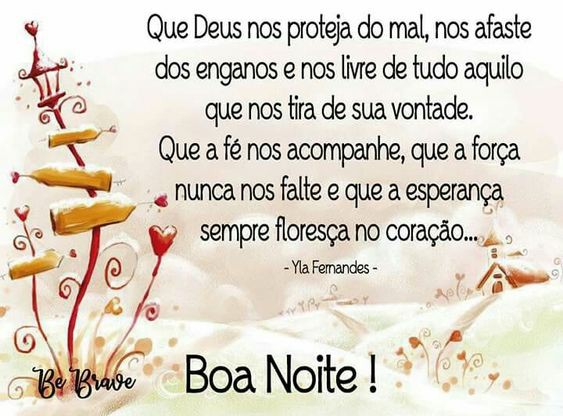 Que Deus nos proteja do mal, nos afaste
dos enganos e nos livre de tudo aquilo
que nos tira de sua vontade.
Que a fé nos acompanhe, que a força
nunca nos falte e que a esperança
sempre floresça no coração...
- Yla Fernandes -
Be Brave
Boa Noite !